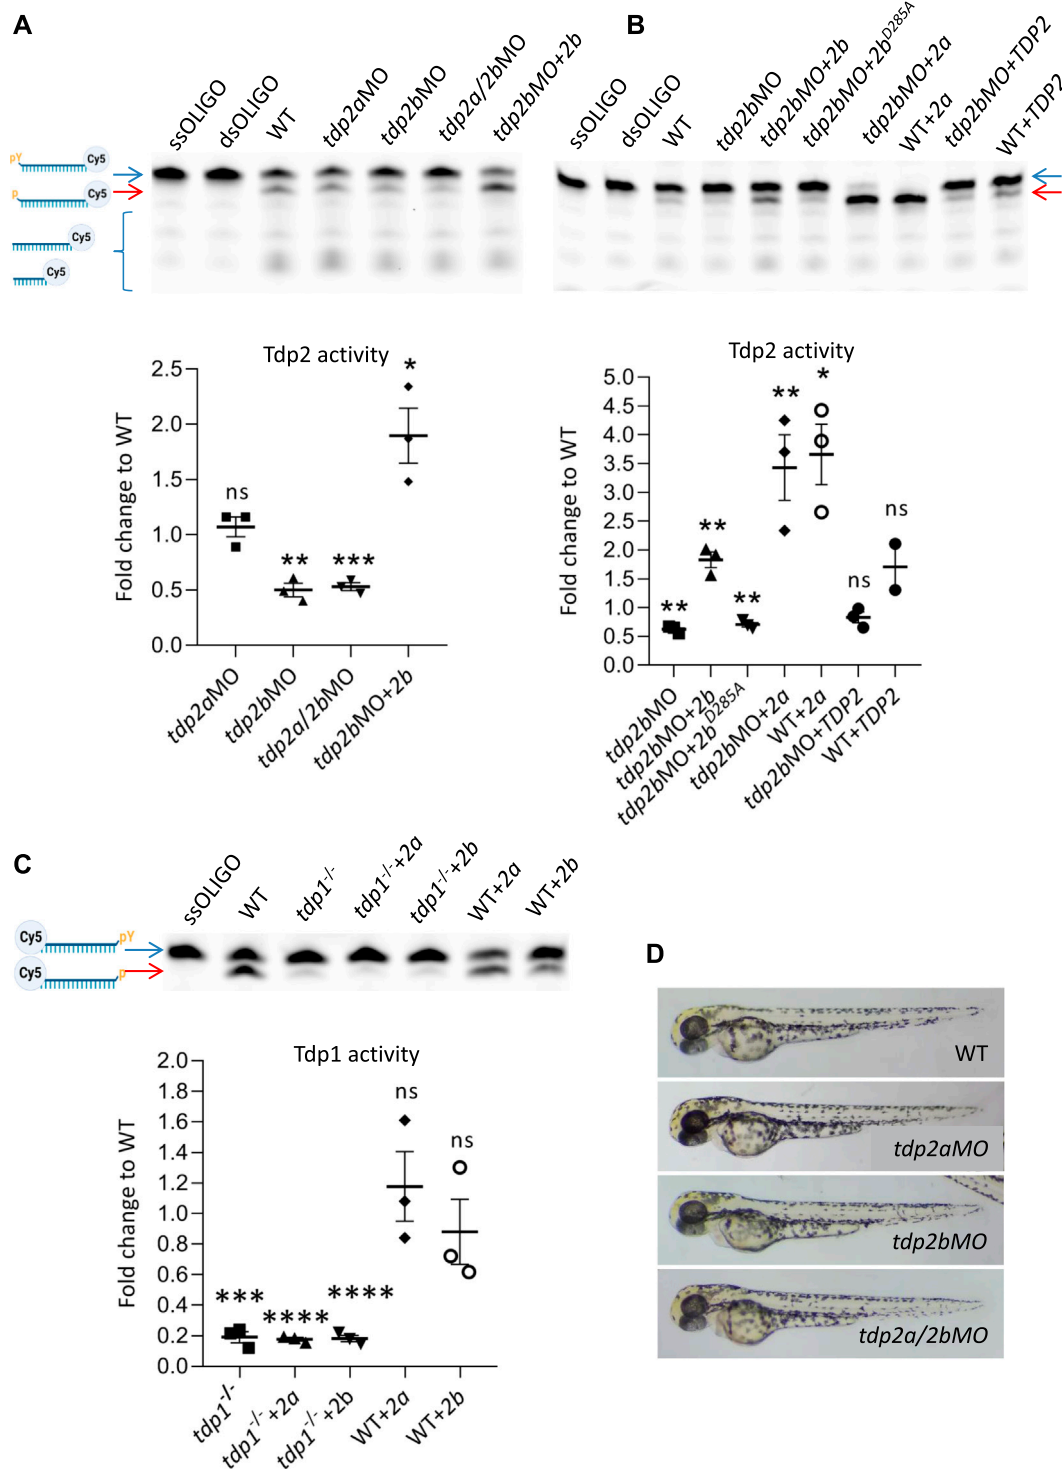 A
ssOLIGO
dsOLIGO
WT
tdp2aMO
tdp2bMO
tdp2a/2bMO
tdp2bMO+2b
pY
Cy5
p
Cy5
Cy5
Cy5
Tdp2 activity
Fold change to WT
2.5
2.0
1.5
1.0
0.5
0.0
ns
**
***
*
tdp2aMO
tdp2bMO
tdp2a/2bMO
tdp2bMO+2b
B
ssOLIGO
dsOLIGO
WT
tdp2bMO
tdp2bMO+2b
tdp2bMO+2b^D285A
tdp2bMO+2a
WT+2a
tdp2bMO+TDP2
WT+TDP2
Tdp2 activity
Fold change to WT
5.0
4.5
4.0
3.5
3.0
2.5
2.0
1.5
1.0
0.5
0.0
**
**
**
**
*
ns
ns
tdp2bMO
tdp2bMO+2b
tdp2bMO+2b^D285A
tdp2bMO+2a
WT+2a
tdp2bMO+TDP2
WT+TDP2
C
ssOLIGO
WT
tdp1-/-
tdp1-/-+2a
tdp1-/-+2b
WT+2a
WT+2b
Cy5
pY
Cy5
p
Tdp1 activity
Fold change to WT
2.0
1.8
1.6
1.4
1.2
1.0
0.8
0.6
0.4
0.2
0.0
***
****
****
ns
ns
tdp1-/-
tdp1-/-+2a
tdp1-/-+2b
WT+2a
WT+2b
D
WT
tdp2aMO
tdp2bMO
tdp2a/2bMO